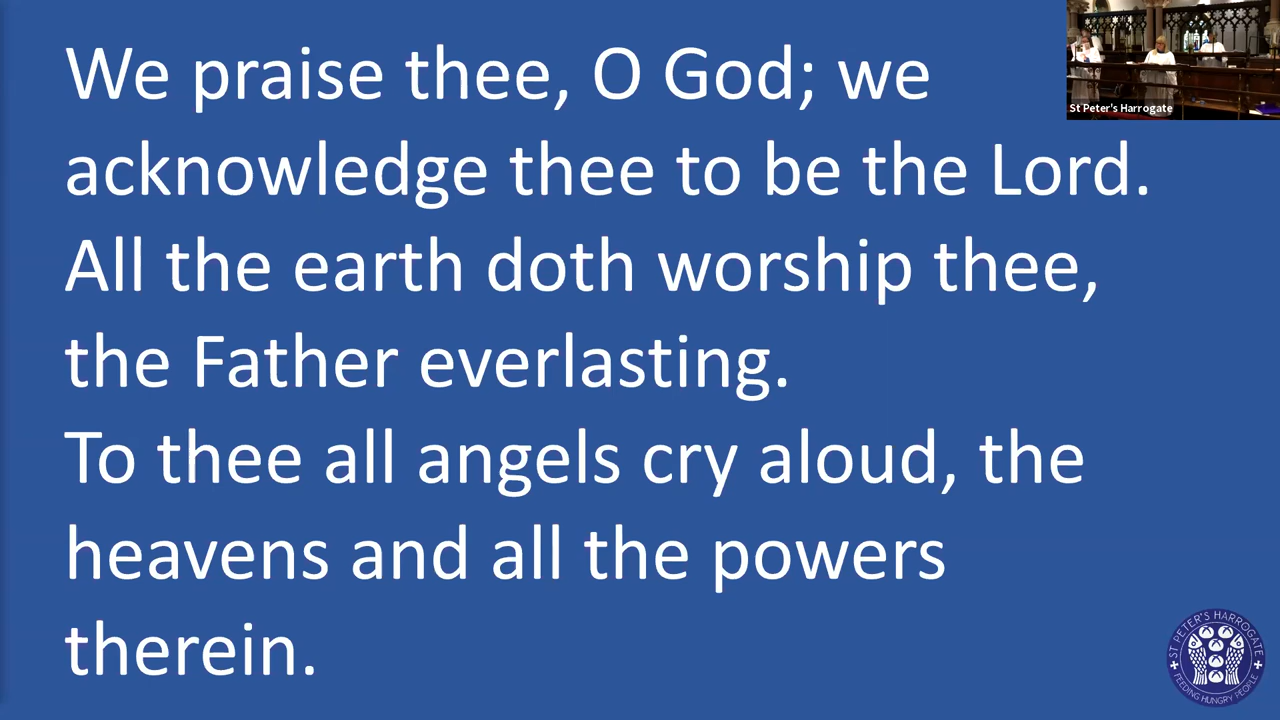 We praise thee, O God; we
acknowledge thee to be the Lord.
All the earth doth worship thee,
the Father everlasting.
To thee all angels cry aloud, the
heavens and all the powers
therein.
St Peter's Harrogate
ST PETER'S HARROGATE
FEEDING HUNGRY PEOPLE